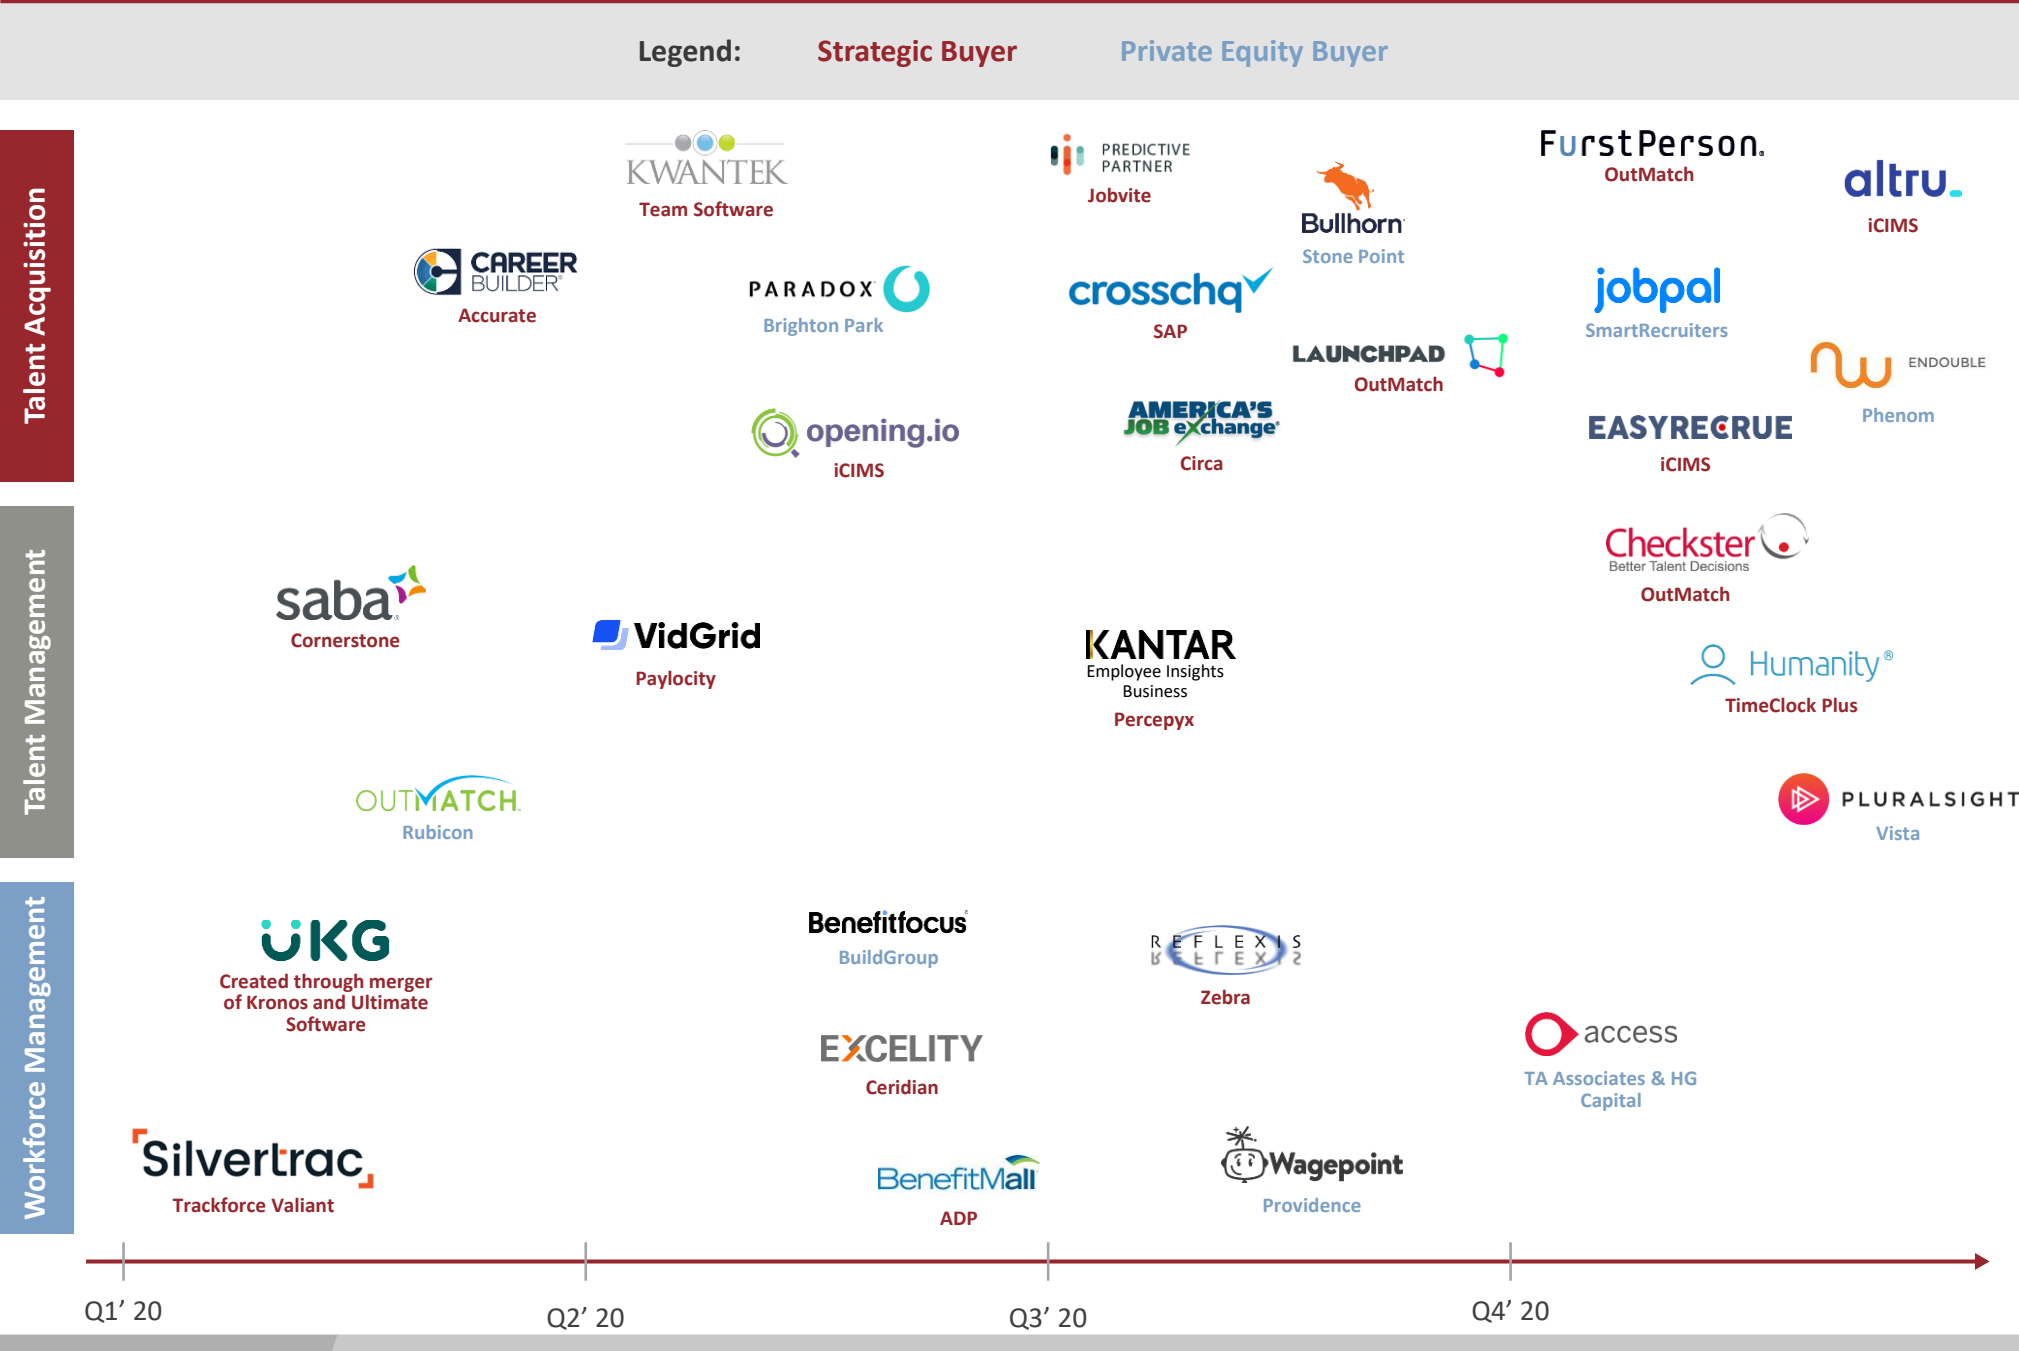 Legend: Strategic Buyer Private Equity Buyer
Talent Acquisition
KWANTEK
Team Software
CAREER
BUILDER®
Accurate
PARADOX
Brighton Park
opening.io
iCIMS
PREDICTIVE
PARTNER
Jobvite
Bullhorn
Stone Point
crosschq
SAP
LAUNCHPAD
OutMatch
AMERICA'S
JOB exchange
Circa
FurstPerson.
OutMatch
altru.
iCIMS
jobpal
SmartRecruiters
ENDOUBLE
Phenom
EASYRECRUE
iCIMS
Talent Management
saba
Cornerstone
VidGrid
Paylocity
OUTMATCH
Rubicon
KANTAR
Employee Insights
Business
Percepyx
Checkster
Better Talent Decisions
OutMatch
Humanity®
TimeClock Plus
PLURALSIGHT
Vista
Workforce Management
UKG
Created through merger
of Kronos and Ultimate
Software
Silvertrac
Trackforce Valiant
Benefitfocus
BuildGroup
EXCELITY
Ceridian
BenefitMall
ADP
REFLEXIS
Zebra
Wagepoint
Providence
access
TA Associates & HG
Capital
Q1’ 20
Q2’ 20
Q3’ 20
Q4’ 20